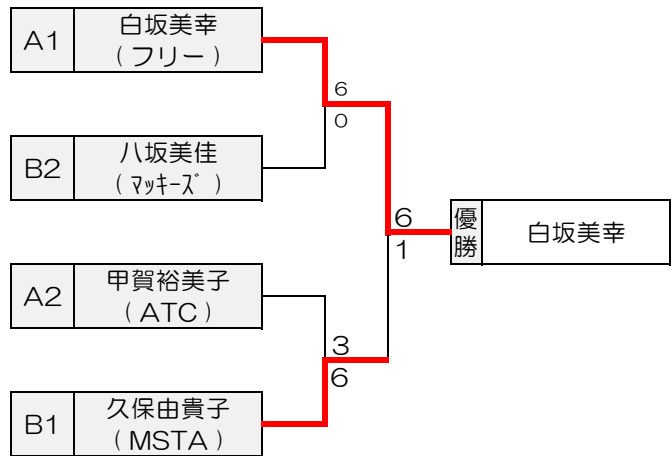 A1
白坂美幸
(フリー)
6
0
B2
八坂美佳
(ﾏｯｷｰｽﾞ)
6
1
優勝
白坂美幸
A2
甲賀裕美子
(ATC)
3
6
B1
久保由貴子
(MSTA)